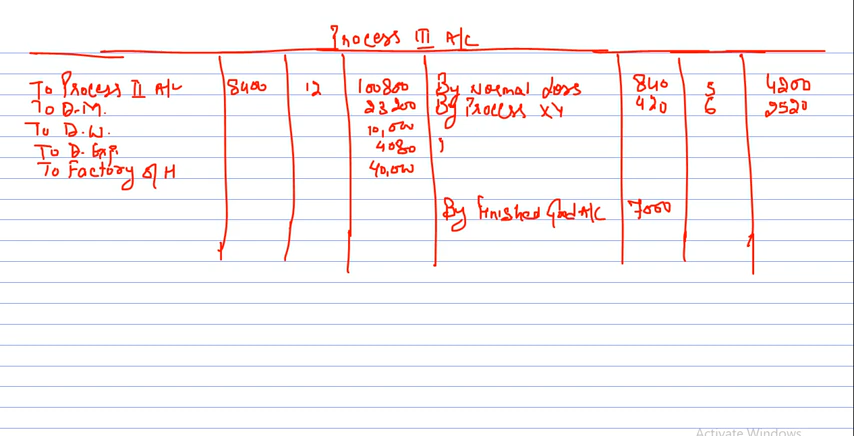 Process III A/c
To Process II A/c 8400 12 100800 By Normal Loss 840 5 4200
To D.M. 23200 By Process XY 420 6 2520
To D.W. 10,000
To D. Exp. 4080
To Factory O/H 40,000
By Finished Good A/c 7000
Activate Windows